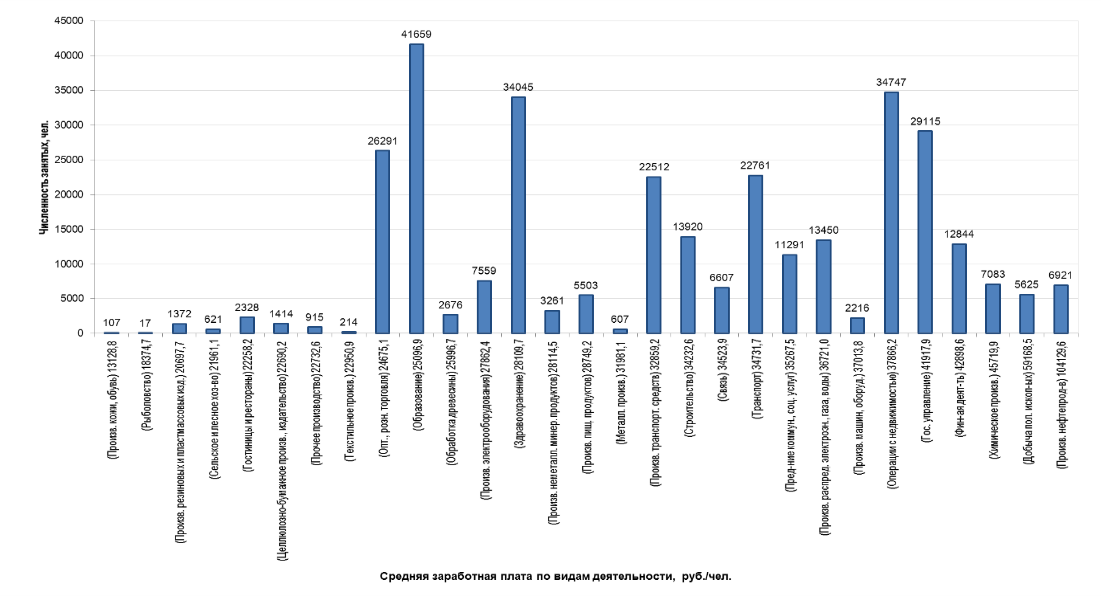 45000
40000
35000
30000
25000
20000
15000
10000
5000
0
Численность занятых, чел.
107
17
1372
621
2328
1414
915
214
26291
41659
2676
7559
34045
3261
5503
607
22512
13920
6607
22761
11291
13450
2216
34747
29115
12844
7083
5625
6921
(Произв. кожи, обувь) 13128,8
(Рыболовство) 18374,7
(Произв. резиновых и пластмассовых изд.) 20697,7
(Сельское и лесное хоз-во) 21961,1
(Гостиницы и рестораны) 22258,2
(Целлюлозно-бумажное произв., издательство) 22690,2
(Прочее производство) 22732,6
(Текстильное произв.) 22950,9
(Опт., розн. торговля) 24675,1
(Образование) 25096,9
(Обработка древесины) 25996,7
(Произв. электрооборудования) 27862,4
(Здравоохранение) 28109,7
(Произв. неметалл. минер. продуктов) 28114,5
(Произв. пищ. продуктов) 28749,2
(Металл. произв.) 31981,1
(Произв. транспорт. средств) 32859,2
(Строительство) 34232,6
(Связь) 34523,9
(Транспорт) 34731,7
(Пред-ние коммун., соц. услуг) 35267,5
(Произв. распред. электроэн., газа, воды) 36721,0
(Произв. машин, оборуд.) 37013,8
(Операции с недвижимостью) 37866,2
(Гос. управление) 41917,9
(Фин-ая деят-ть) 42898,6
(Химическое произв.) 45719,9
(Добыча пол. ископ-ых) 59168,5
(Произв. нефтепрод-в) 104129,6
Средняя заработная плата по видам деятельности, руб./чел.